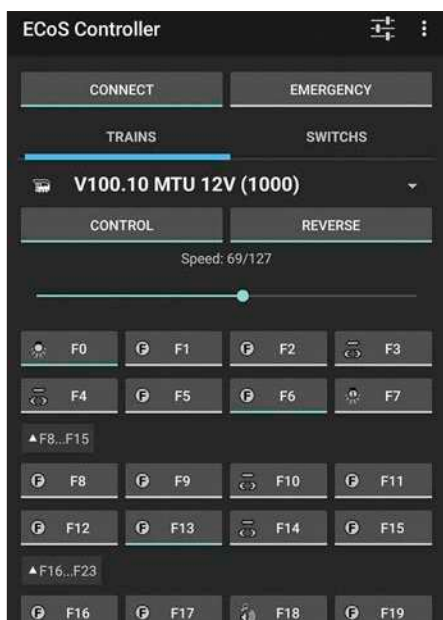 ECoS Controller
CONNECT EMERGENCY
TRAINS SWITCHS
V100.10 MTU 12V (1000)
CONTROL REVERSE
Speed: 69/127
F0 F F1 F F2 F3
F4 F F5 F F6 F7
▲F8...F15
F F8 F F9 F10 F F11
F F12 F F13 F14 F F15
▲F16...F23
F F16 F F17 F18 F F19